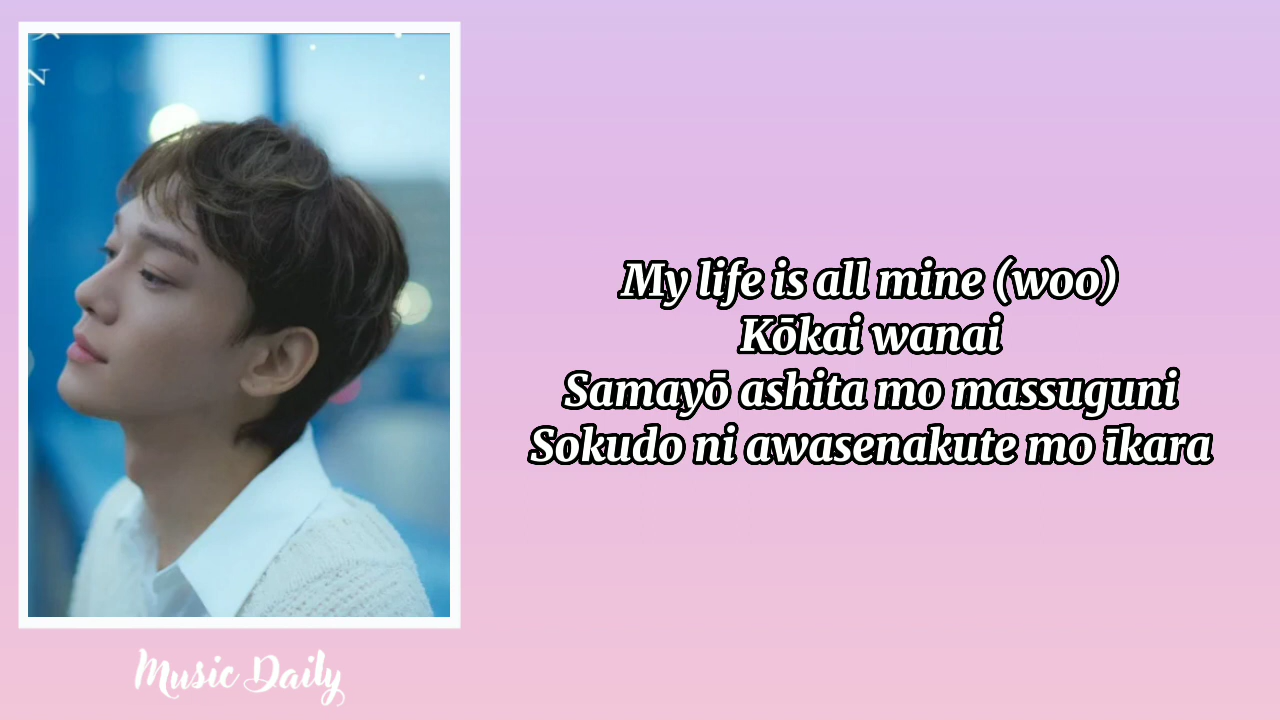 N
My life is all mine (woo)
Kōkai wanai
Samayō ashita mo massuguni
Sokudo ni awasenakute mo īkara
Music Daily